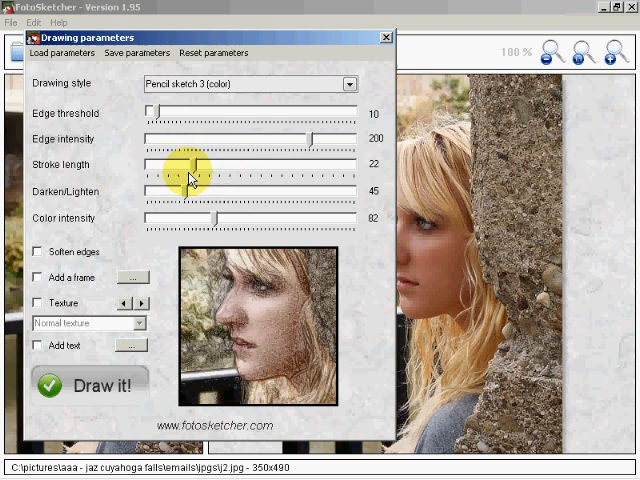 FotoSketcher - Version 1.95
File Edit Help
Drawing parameters
Load parameters Save parameters Reset parameters
100 %
Drawing style Pencil sketch 3 (color)
Edge threshold 10
Edge intensity 200
Stroke length 22
Darken/Lighten 45
Color intensity 82
Soften edges
Add a frame ...
Texture
Normal texture
Add text ...
Draw it!
www.fotosketcher.com
C:\pictures\aaa - jaz cuyahoga falls\emails\jpgs\j2.jpg - 350x490